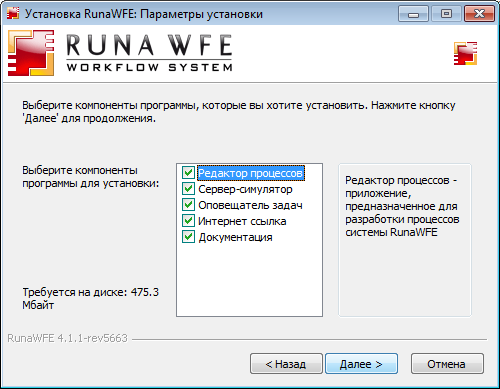 Установка RunaWFE: Параметры установки
RUNA WFE
WORKFLOW SYSTEM
Выберите компоненты программы, которые вы хотите установить. Нажмите кнопку
'Далее' для продолжения.
Выберите компоненты
программы для установки:
Редактор процессов
Сервер-симулятор
Оповещатель задач
Интернет ссылка
Документация
Редактор процессов -
приложение,
предназначенное для
разработки процессов
системы RunaWFE
Требуется на диске: 475.3
Мбайт
RunaWFE 4.1.1-rev5663
< Назад
Далее >
Отмена